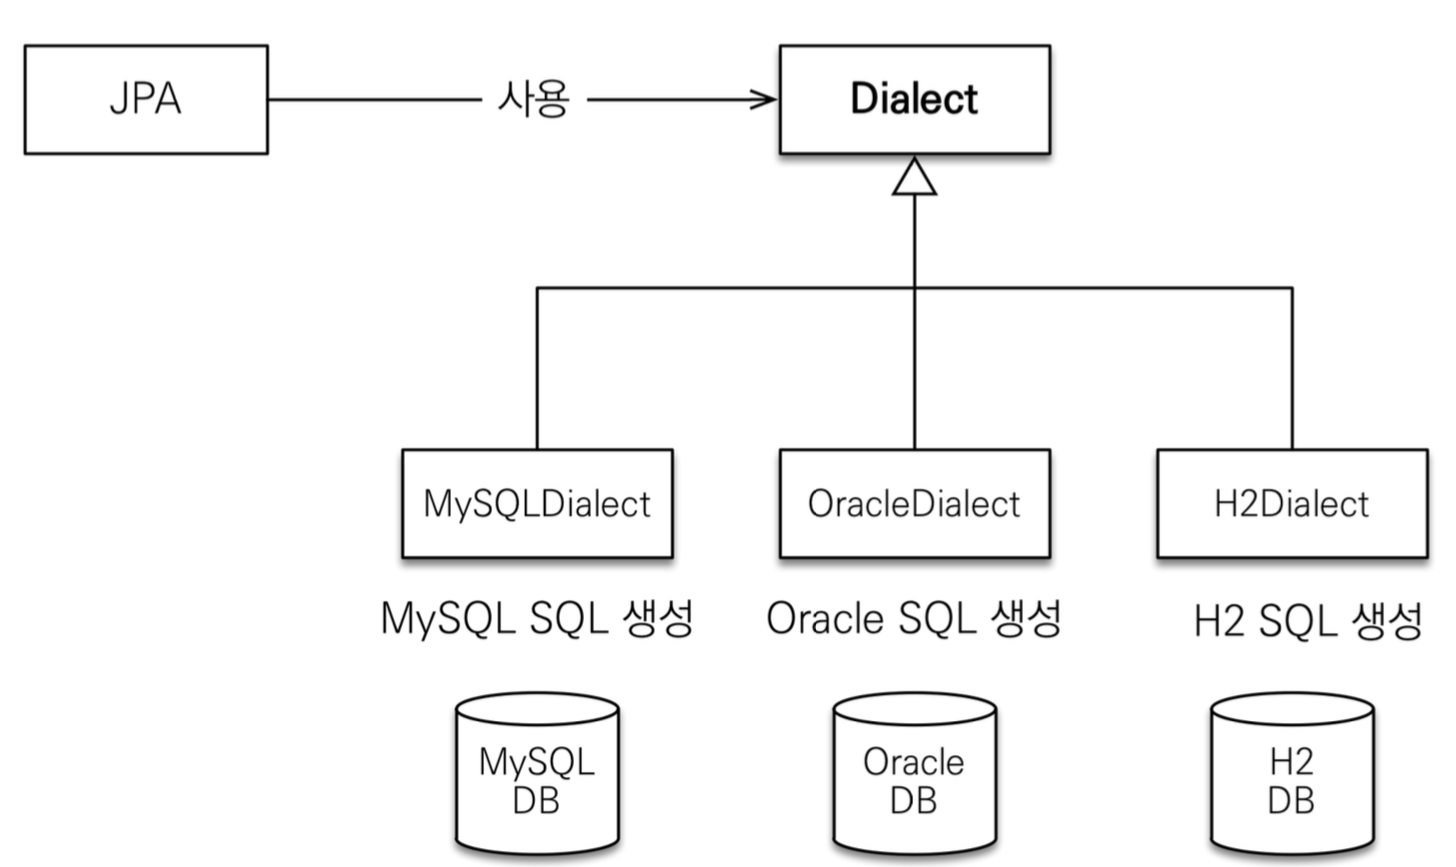 JPA
사용
Dialect
MySQLDialect
OracleDialect
H2Dialect
MySQL SQL 생성
Oracle SQL 생성
H2 SQL 생성
MySQL
DB
Oracle
DB
H2
DB